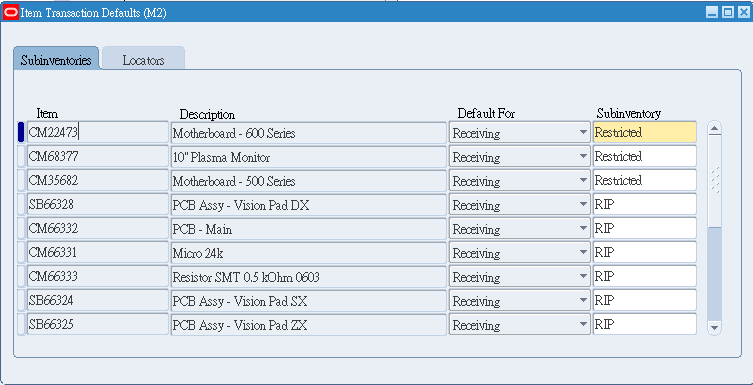 Item Transaction Defaults (M2)
Subinventories Locators
Item Description Default For Subinventory
CM22473 Motherboard - 600 Series Receiving Restricted
CM68377 10" Plasma Monitor Receiving Restricted
CM35682 Motherboard - 500 Series Receiving Restricted
SB66328 PCB Assy - Vision Pad DX Receiving RIP
CM66332 PCB - Main Receiving RIP
CM66331 Micro 24k Receiving RIP
CM66333 Resistor SMT 0.5 kOhm 0603 Receiving RIP
SB66324 PCB Assy - Vision Pad SX Receiving RIP
SB66325 PCB Assy - Vision Pad ZX Receiving RIP